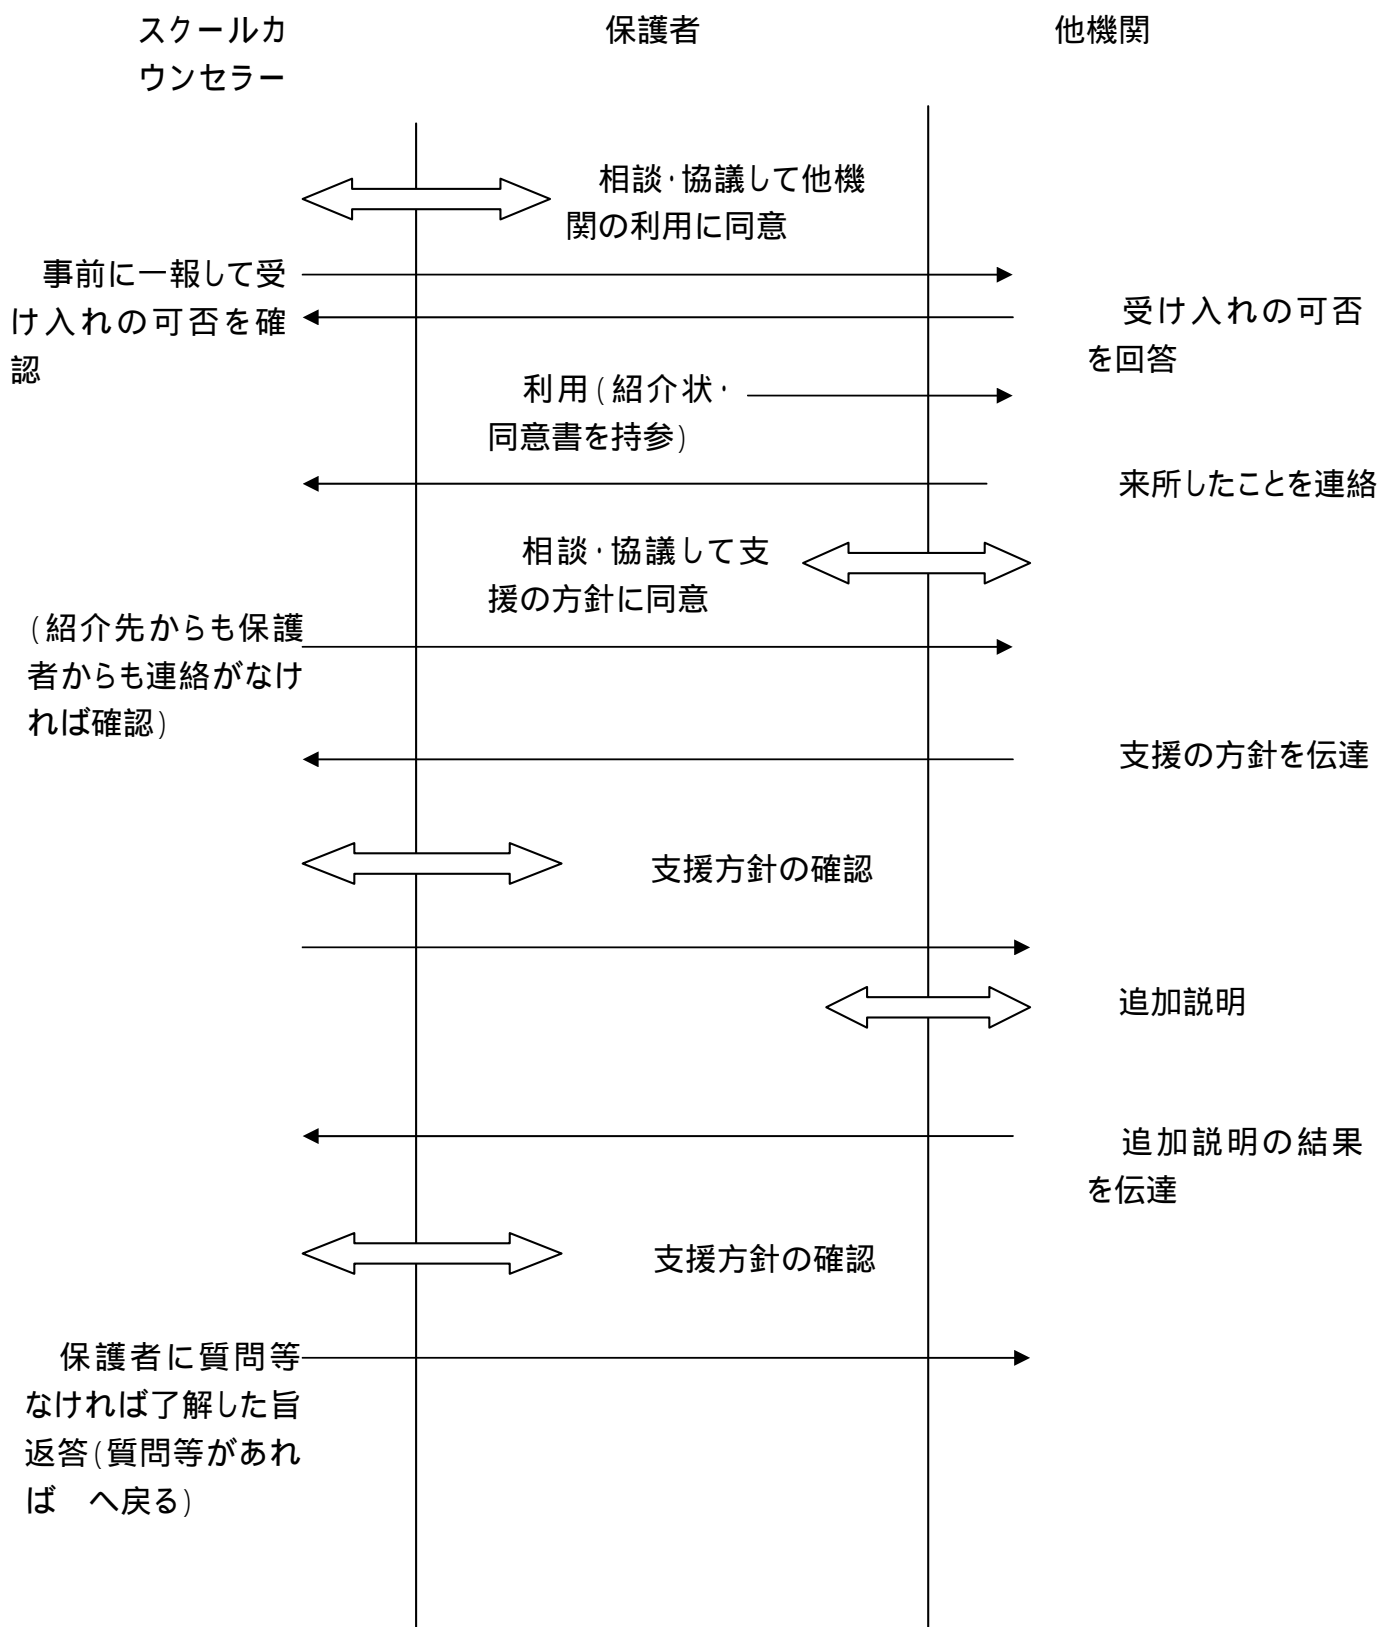 スクールカ
ウンセラー
保護者
他機関
相談・協議して他機
関の利用に同意
事前に一報して受
け入れの可否を確
認
受け入れの可否
を回答
利用(紹介状・
同意書を持参)
来所したことを連絡
相談・協議して支
援の方針に同意
(紹介先からも保護
者からも連絡がなけ
れば確認)
支援の方針を伝達
支援方針の確認
追加説明
追加説明の結果
を伝達
支援方針の確認
保護者に質問等
なければ了解した旨
返答(質問等があれ
ば　へ戻る)